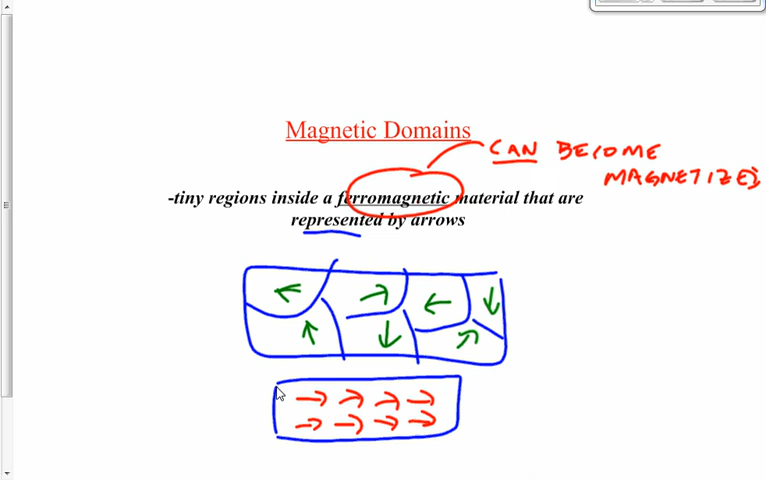 Magnetic Domains
CAN BECOME
MAGNETIZED
-tiny regions inside a ferromagnetic material that are
represented by arrows